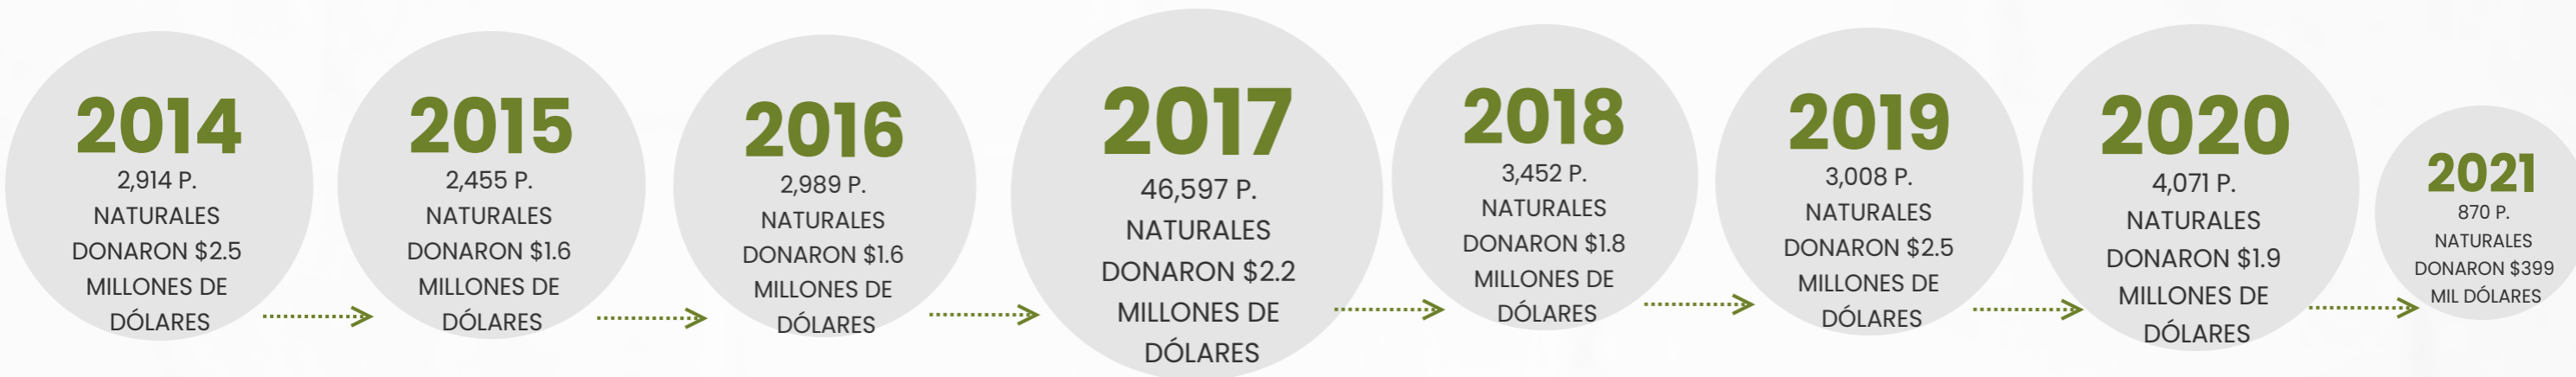 2014
2,914 P.
NATURALES
DONARON $2.5
MILLONES DE
DÓLARES
2015
2,455 P.
NATURALES
DONARON $1.6
MILLONES DE
DÓLARES
2016
2,989 P.
NATURALES
DONARON $1.6
MILLONES DE
DÓLARES
2017
46,597 P.
NATURALES
DONARON $2.2
MILLONES DE
DÓLARES
2018
3,452 P.
NATURALES
DONARON $1.8
MILLONES DE
DÓLARES
2019
3,008 P.
NATURALES
DONARON $2.5
MILLONES DE
DÓLARES
2020
4,071 P.
NATURALES
DONARON $1.9
MILLONES DE
DÓLARES
2021
870 P.
NATURALES
DONARON $399
MIL DÓLARES